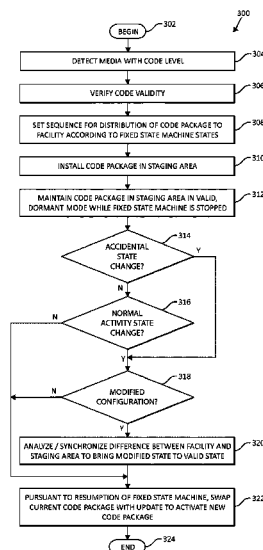 300
BEGIN
302
DETECT MEDIA WITH CODE LEVEL
304
VERIFY CODE VALIDITY
306
SET SEQUENCE FOR DISTRIBUTION OF CODE PACKAGE TO
FACILITY ACCORDING TO FIXED STATE MACHINE STATES
308
INSTALL CODE PACKAGE IN STAGING AREA
310
MAINTAIN CODE PACKAGE IN STAGING AREA IN VALID,
DORMANT MODE WHILE FIXED STATE MACHINE IS STOPPED
312
ACCIDENTAL
STATE
CHANGE?
314
Y
N
NORMAL
ACTIVITY STATE
CHANGE?
316
N
Y
MODIFIED
CONFIGURATION?
318
N
Y
ANALYZE / SYNCHRONIZE DIFFERENCE BETWEEN FACILITY AND
STAGING AREA TO BRING MODIFIED STATE TO VALID STATE
320
PURSUANT TO RESUMPTION OF FIXED STATE MACHINE, SWAP
CURRENT CODE PACKAGE WITH UPDATE TO ACTIVATE NEW
CODE PACKAGE
322
END
324